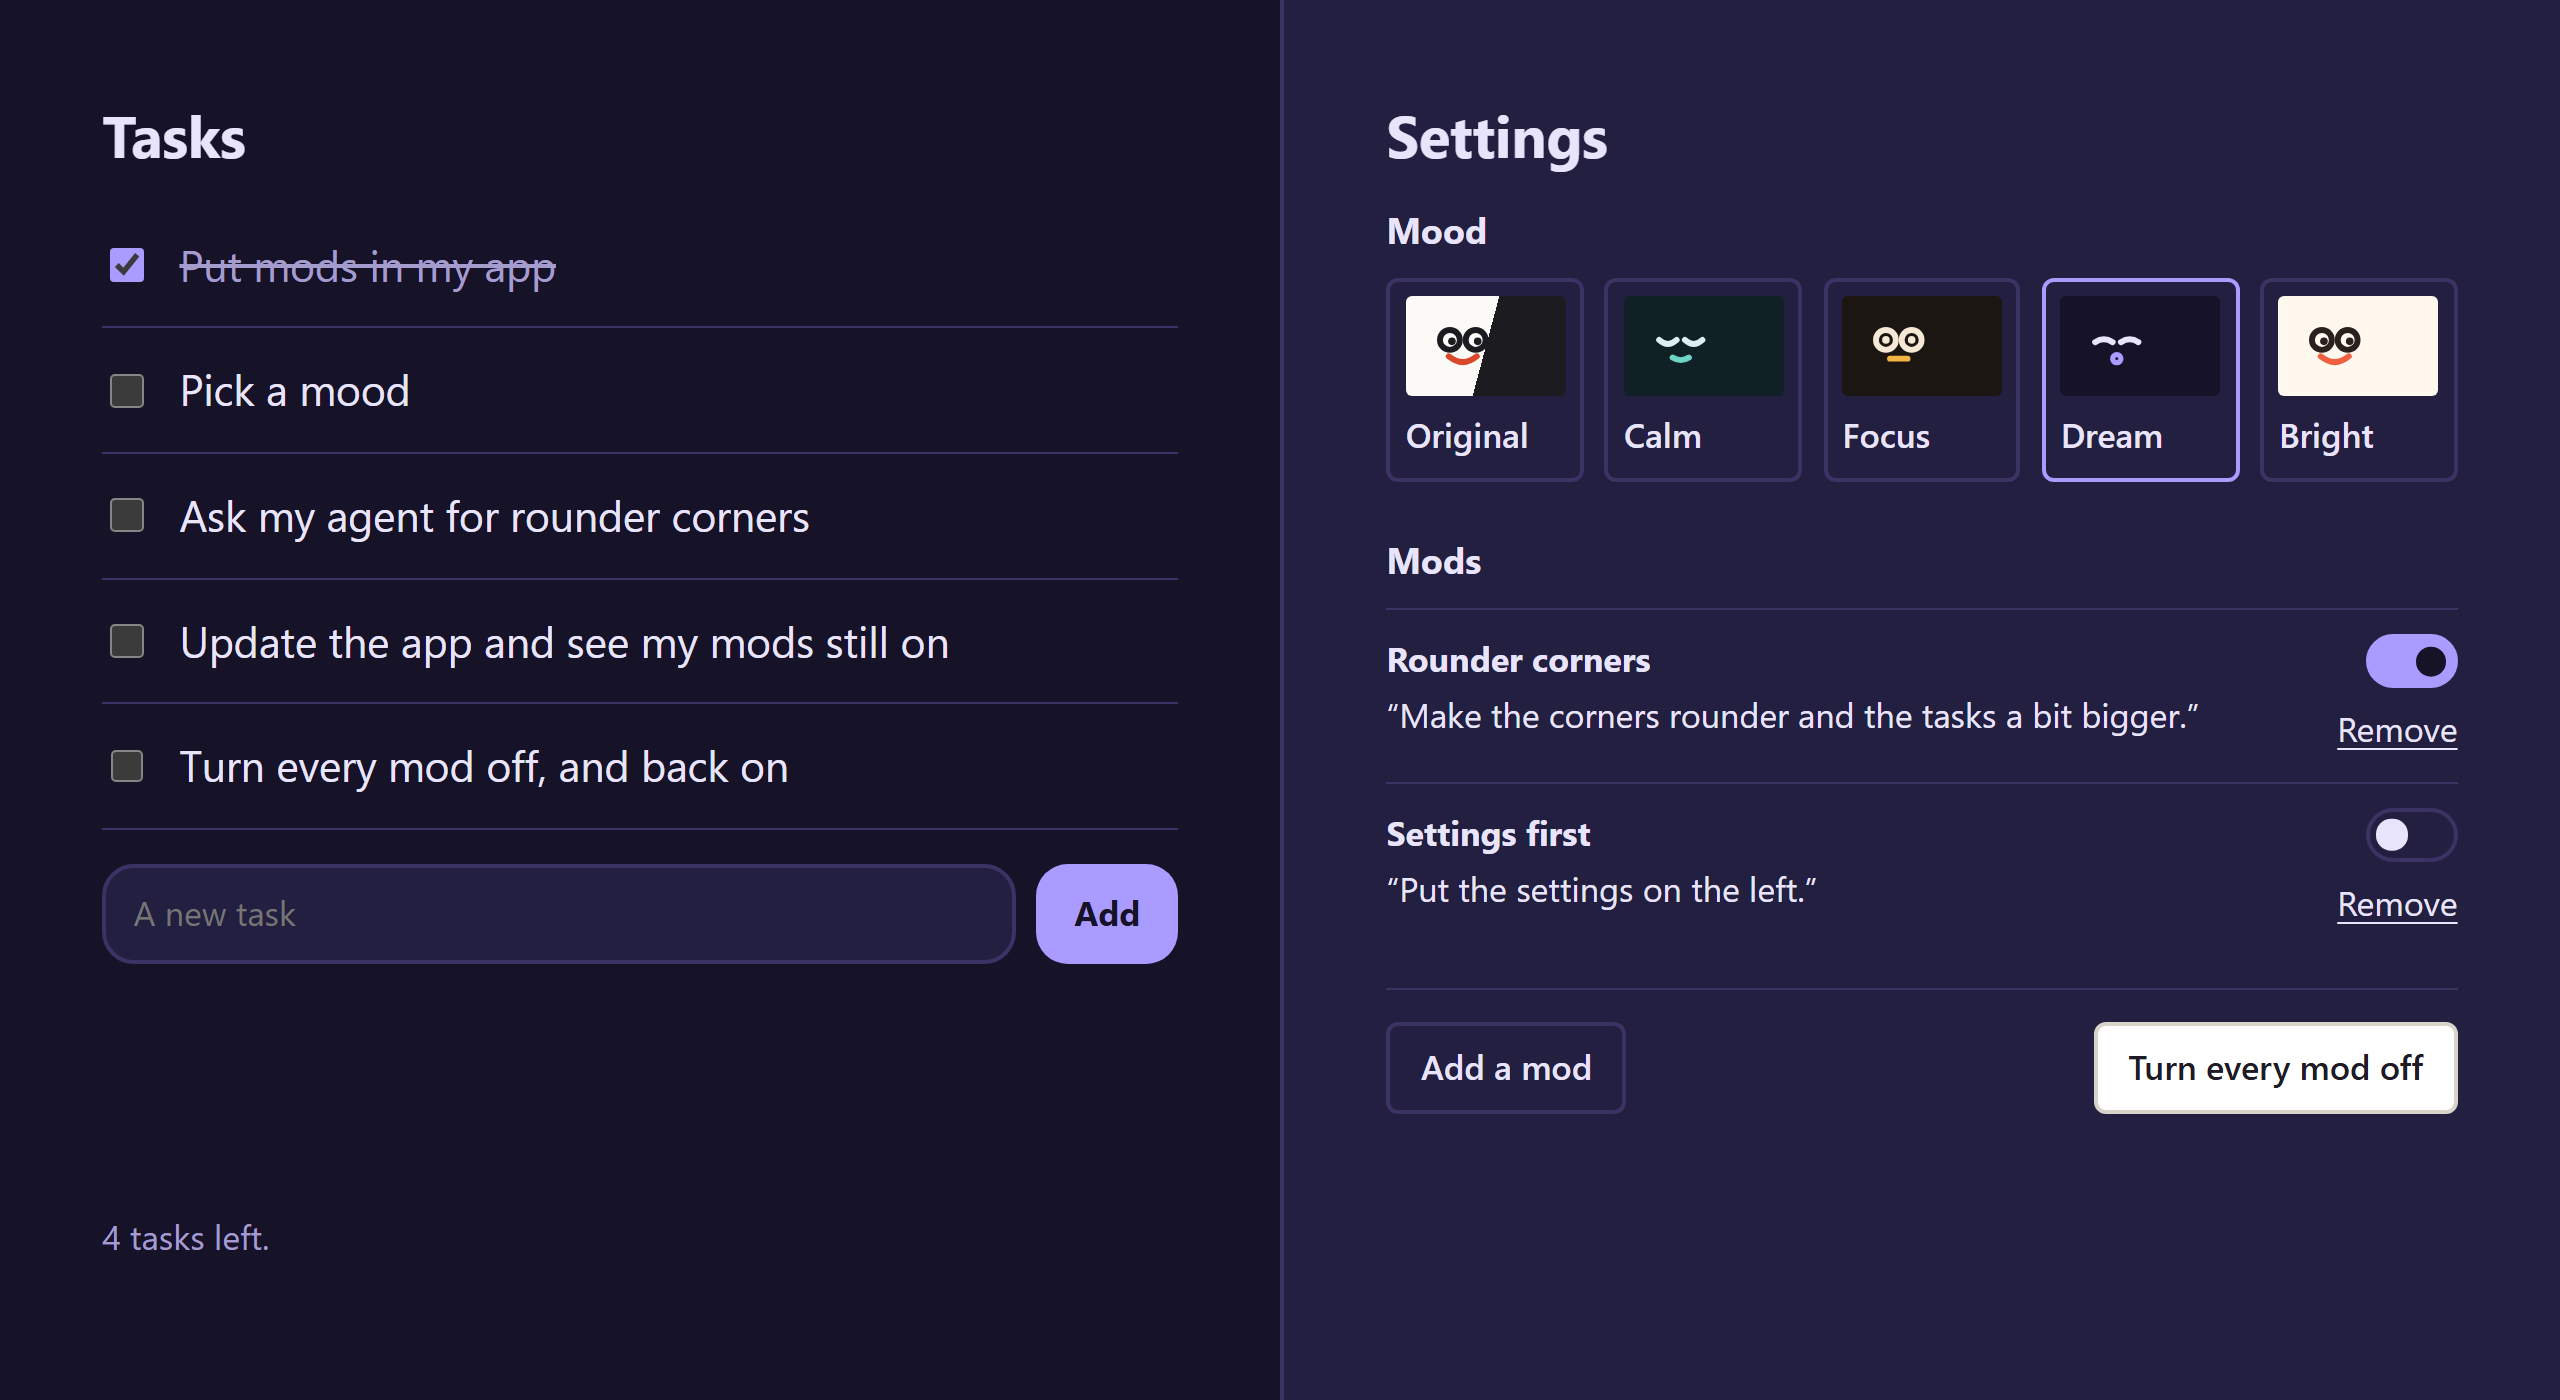 Tasks
Put mods in my app
Pick a mood
Ask my agent for rounder corners
Update the app and see my mods still on
Turn every mod off, and back on
A new task
Add
4 tasks left.
Settings
Mood
Original
Calm
Focus
Dream
Bright
Mods
Rounder corners
“Make the corners rounder and the tasks a bit bigger.”
Remove
Settings first
“Put the settings on the left.”
Remove
Add a mod
Turn every mod off